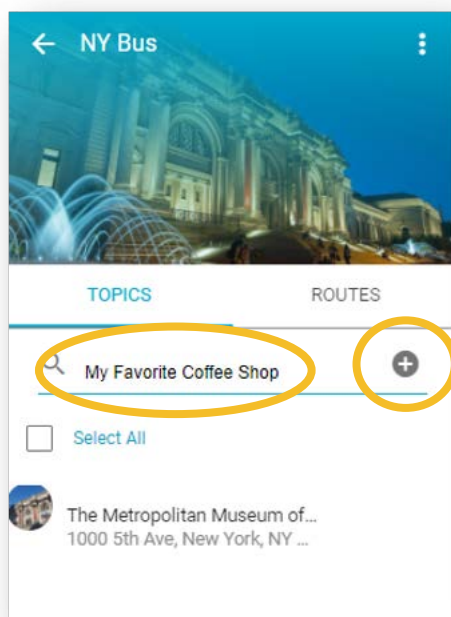 NY Bus
TOPICS ROUTES
My Favorite Coffee Shop
Select All
The Metropolitan Museum of...
1000 5th Ave, New York, NY ...